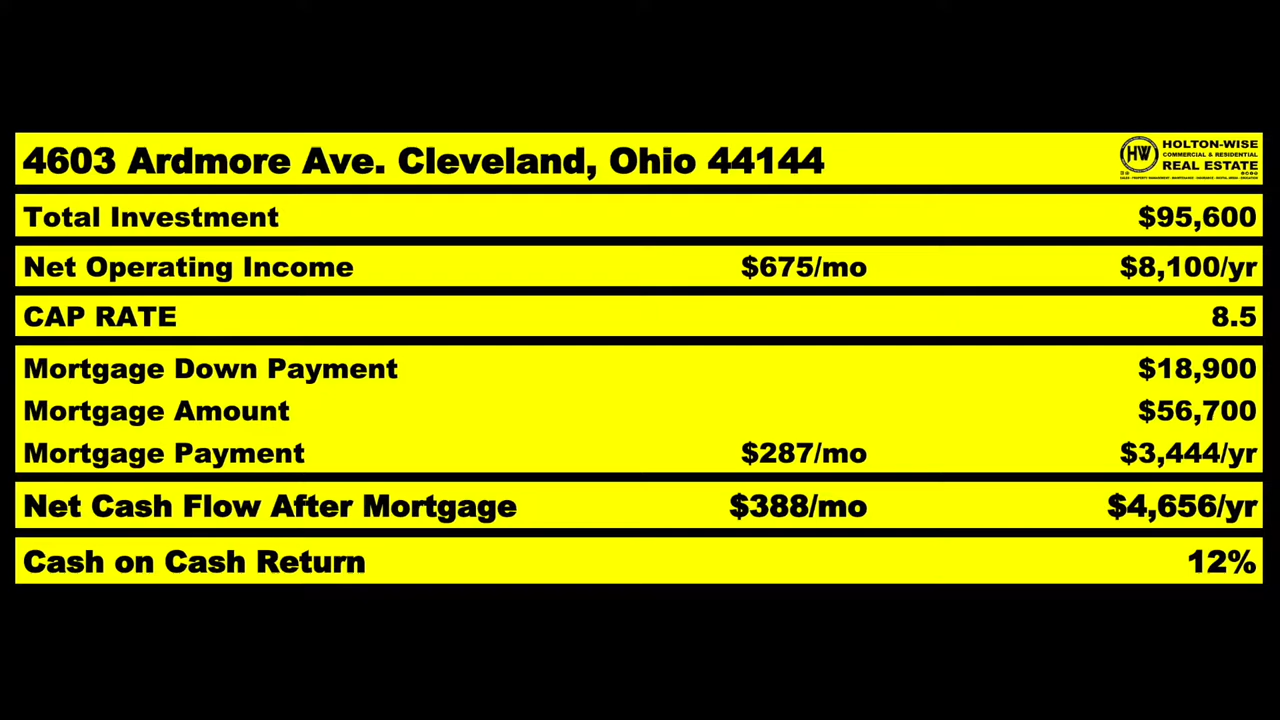 4603 Ardmore Ave. Cleveland, Ohio 44144
HW
HOLTON-WISE
COMMERCIAL & RESIDENTIAL
REAL ESTATE
Total Investment $95,600
Net Operating Income $675/mo $8,100/yr
CAP RATE 8.5
Mortgage Down Payment $18,900
Mortgage Amount $56,700
Mortgage Payment $287/mo $3,444/yr
Net Cash Flow After Mortgage $388/mo $4,656/yr
Cash on Cash Return 12%